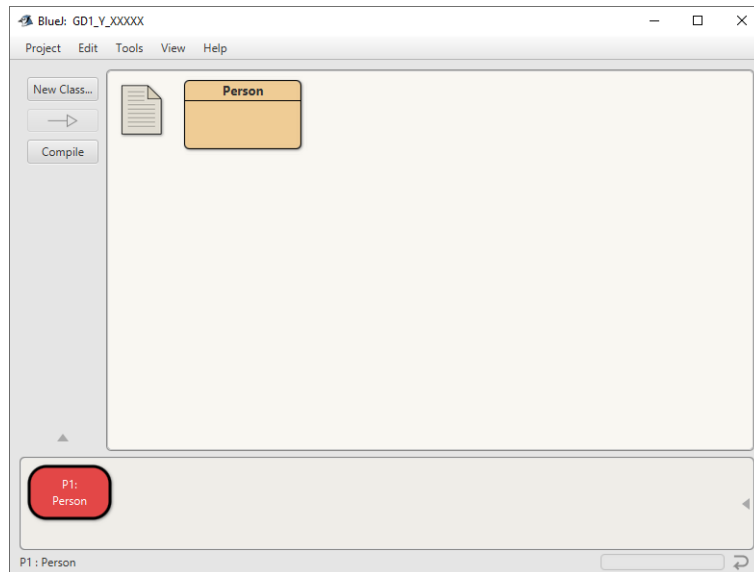 BlueJ: GD1_Y_XXXXX
Project Edit Tools View Help
New Class...
Compile
Person
P1:
Person
P1 : Person